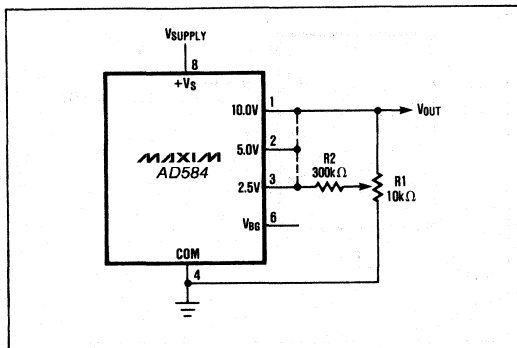 VSUPPLY
8
+VS
10.0V 1
VOUT
MAXIM
AD584
5.0V 2
2.5V 3
R2
300kΩ
R1
10kΩ
VBG 6
COM
4